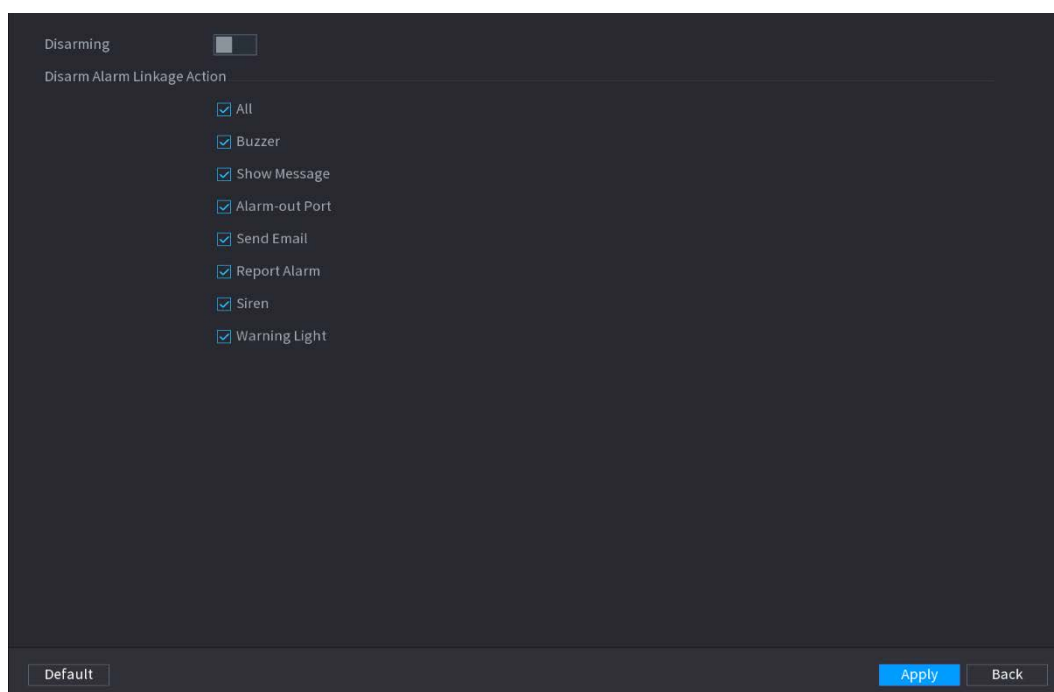 Disarming
Disarm Alarm Linkage Action
All
Buzzer
Show Message
Alarm-out Port
Send Email
Report Alarm
Siren
Warning Light
Default Apply Back